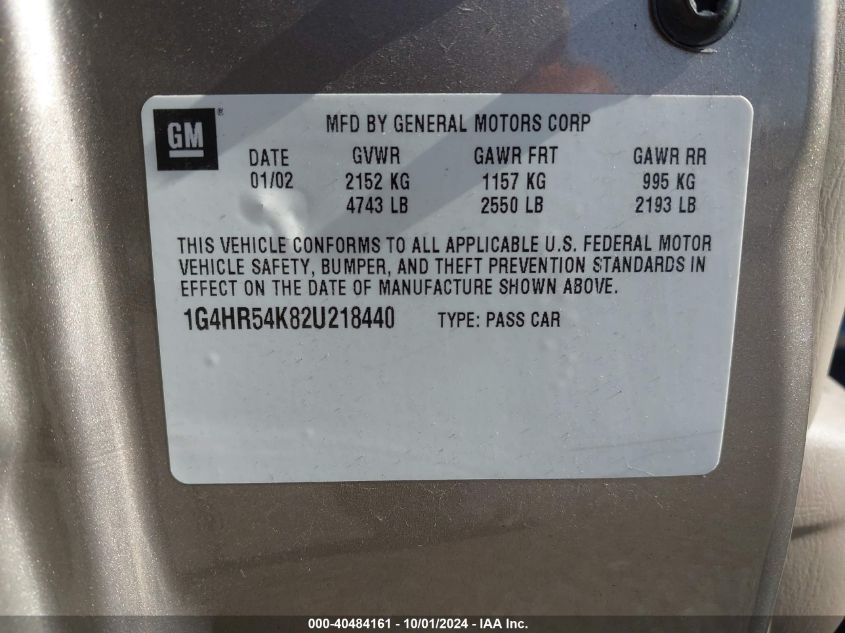 GM®
MFD BY GENERAL MOTORS CORP
DATE GVWR GAWR FRT GAWR RR
01/02 2152 KG 1157 KG 995 KG
4743 LB 2550 LB 2193 LB
THIS VEHICLE CONFORMS TO ALL APPLICABLE U.S. FEDERAL MOTOR
VEHICLE SAFETY, BUMPER, AND THEFT PREVENTION STANDARDS IN
EFFECT ON THE DATE OF MANUFACTURE SHOWN ABOVE.
1G4HR54K82U218440 TYPE: PASS CAR
000-40484161 - 10/01/2024 - IAA Inc.